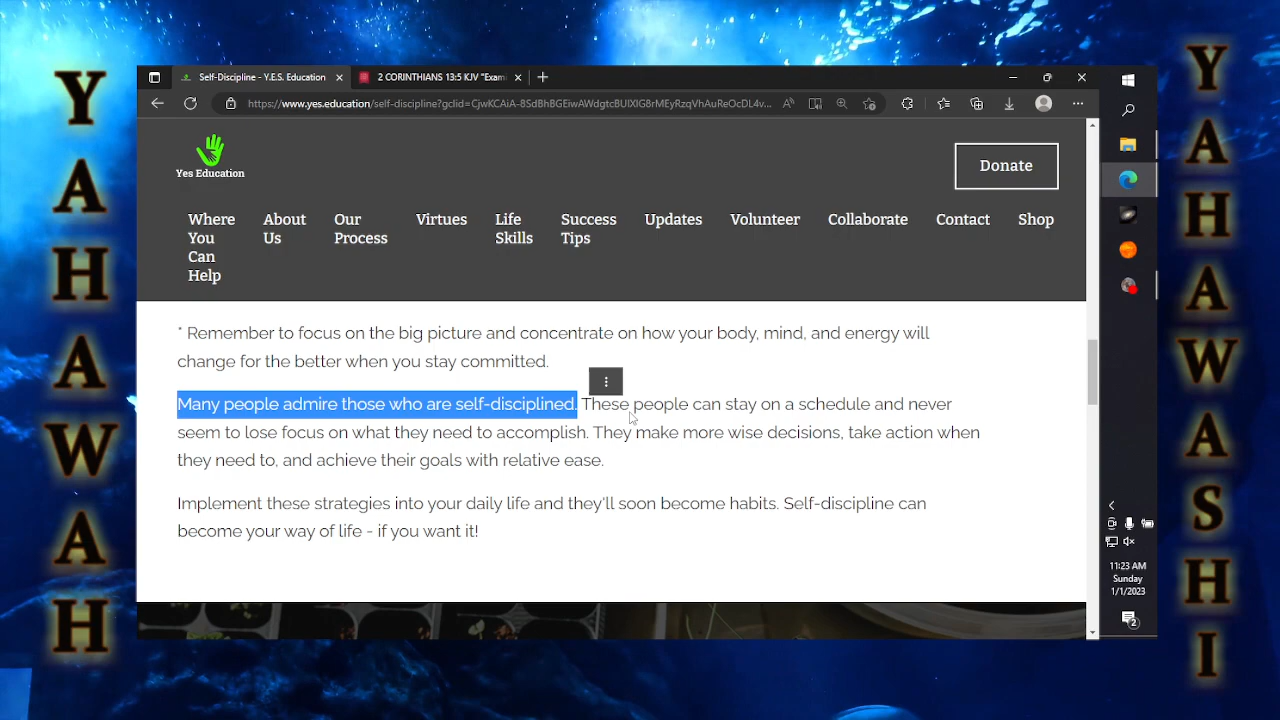 YAHAWAH
Self-Discipline - Y.E.S. Education
2 CORINTHIANS 13:5 KJV "Exam
https://www.yes.education/self-discipline?gclid=CjwKCAiA-8SdBhBGEiwAWdgtcBUIXIG8rMEyRzqVhAuReOcDL4v...
Yes Education
Donate
Where You Can Help
About Us
Our Process
Virtues
Life Skills
Success Tips
Updates
Volunteer
Collaborate
Contact
Shop
* Remember to focus on the big picture and concentrate on how your body, mind, and energy will
change for the better when you stay committed.
Many people admire those who are self-disciplined. These people can stay on a schedule and never
seem to lose focus on what they need to accomplish. They make more wise decisions, take action when
they need to, and achieve their goals with relative ease.
Implement these strategies into your daily life and they'll soon become habits. Self-discipline can
become your way of life - if you want it!
11:23 AM
Sunday
1/1/2023
2
YAHAWASHI